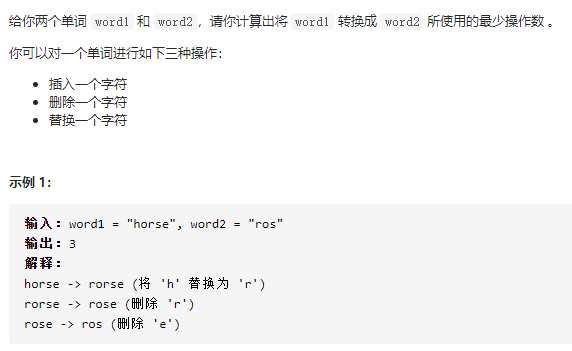 给你两个单词 word1 和 word2，请你计算出将 word1 转换成 word2 所使用的最少操作数 。
你可以对一个单词进行如下三种操作：
• 插入一个字符
• 删除一个字符
• 替换一个字符
示例 1：
输入：word1 = "horse", word2 = "ros"
输出：3
解释：
horse -> rorse (将 'h' 替换为 'r')
rorse -> rose (删除 'r')
rose -> ros (删除 'e')